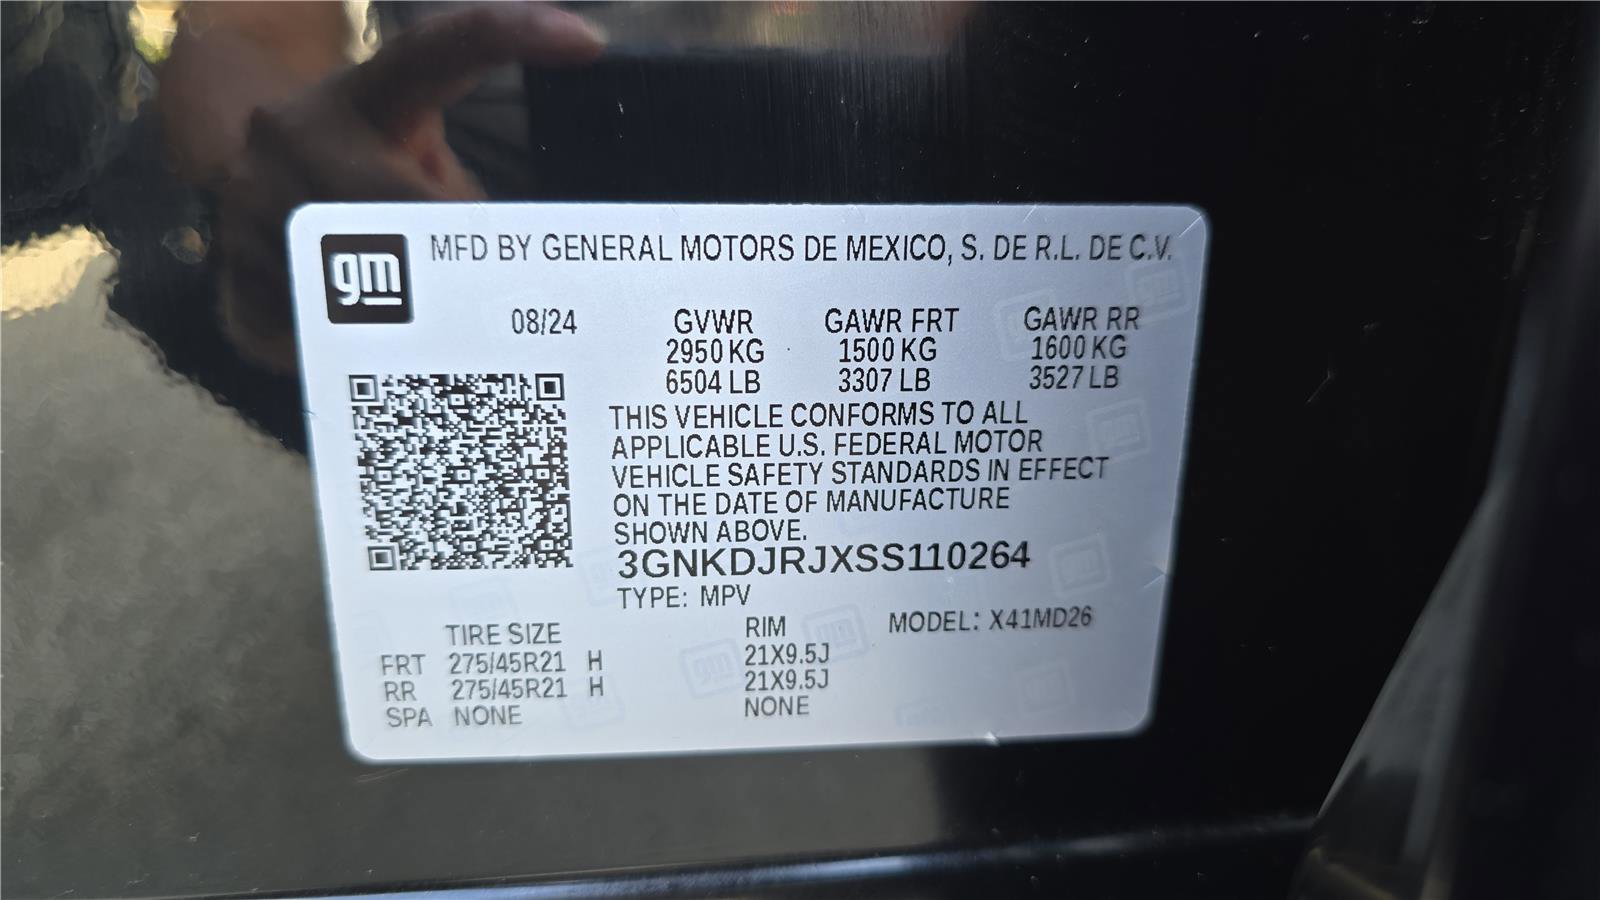 gm
MFD BY GENERAL MOTORS DE MEXICO, S. DE R.L. DE C.V.
08/24 GVWR GAWR FRT GAWR RR
2950 KG 1500 KG 1600 KG
6504 LB 3307 LB 3527 LB
THIS VEHICLE CONFORMS TO ALL
APPLICABLE U.S. FEDERAL MOTOR
VEHICLE SAFETY STANDARDS IN EFFECT
ON THE DATE OF MANUFACTURE
SHOWN ABOVE.
3GNKDJRJXSS110264
TYPE: MPV
TIRE SIZE RIM MODEL: X41MD26
FRT 275/45R21 H 21X9.5J
RR 275/45R21 H 21X9.5J
SPA NONE NONE